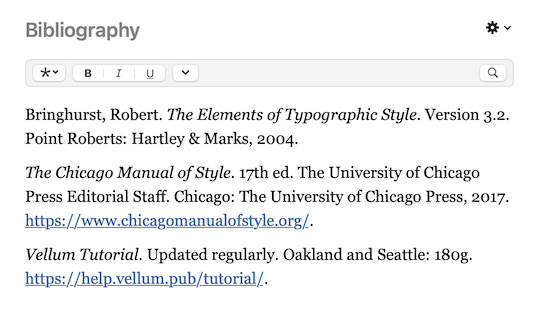 Bibliography
B I U
Bringhurst, Robert. The Elements of Typographic Style. Version 3.2.
Point Roberts: Hartley & Marks, 2004.
The Chicago Manual of Style. 17th ed. The University of Chicago
Press Editorial Staff. Chicago: The University of Chicago Press, 2017.
https://www.chicagomanualofstyle.org/.
Vellum Tutorial. Updated regularly. Oakland and Seattle: 180g.
https://help.vellum.pub/tutorial/.